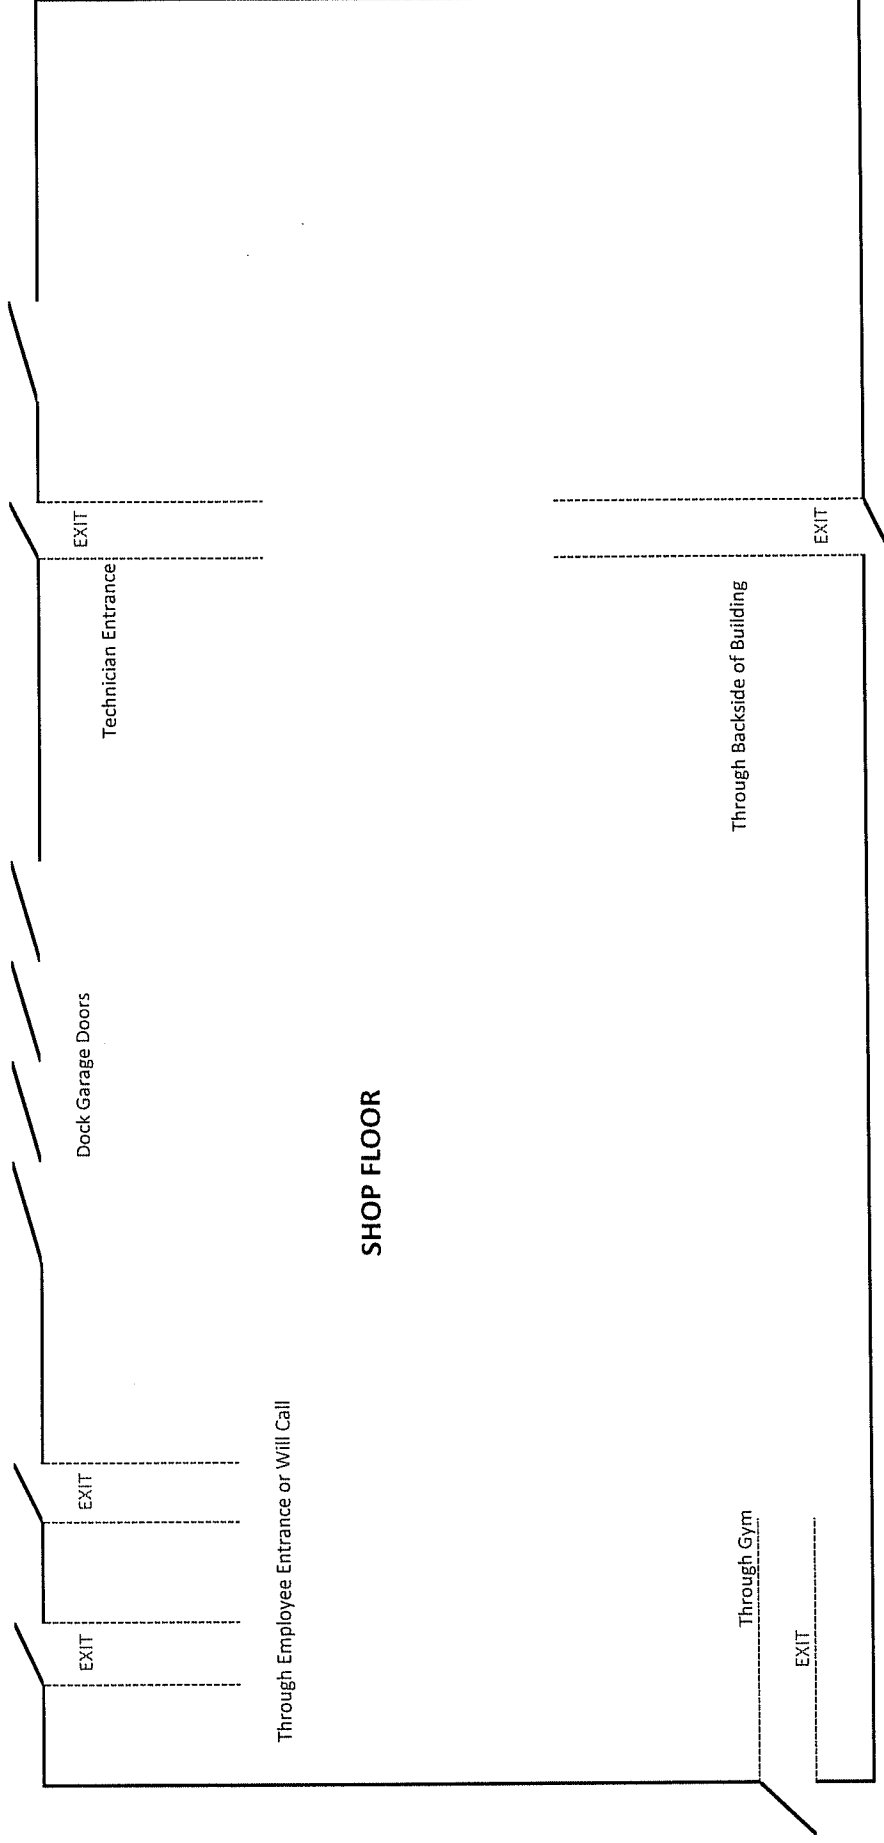 EXIT
EXIT
Through Employee Entrance or Will Call
Dock Garage Doors
Technician Entrance
EXIT
SHOP FLOOR
Through Gym
EXIT
Through Backside of Building
EXIT